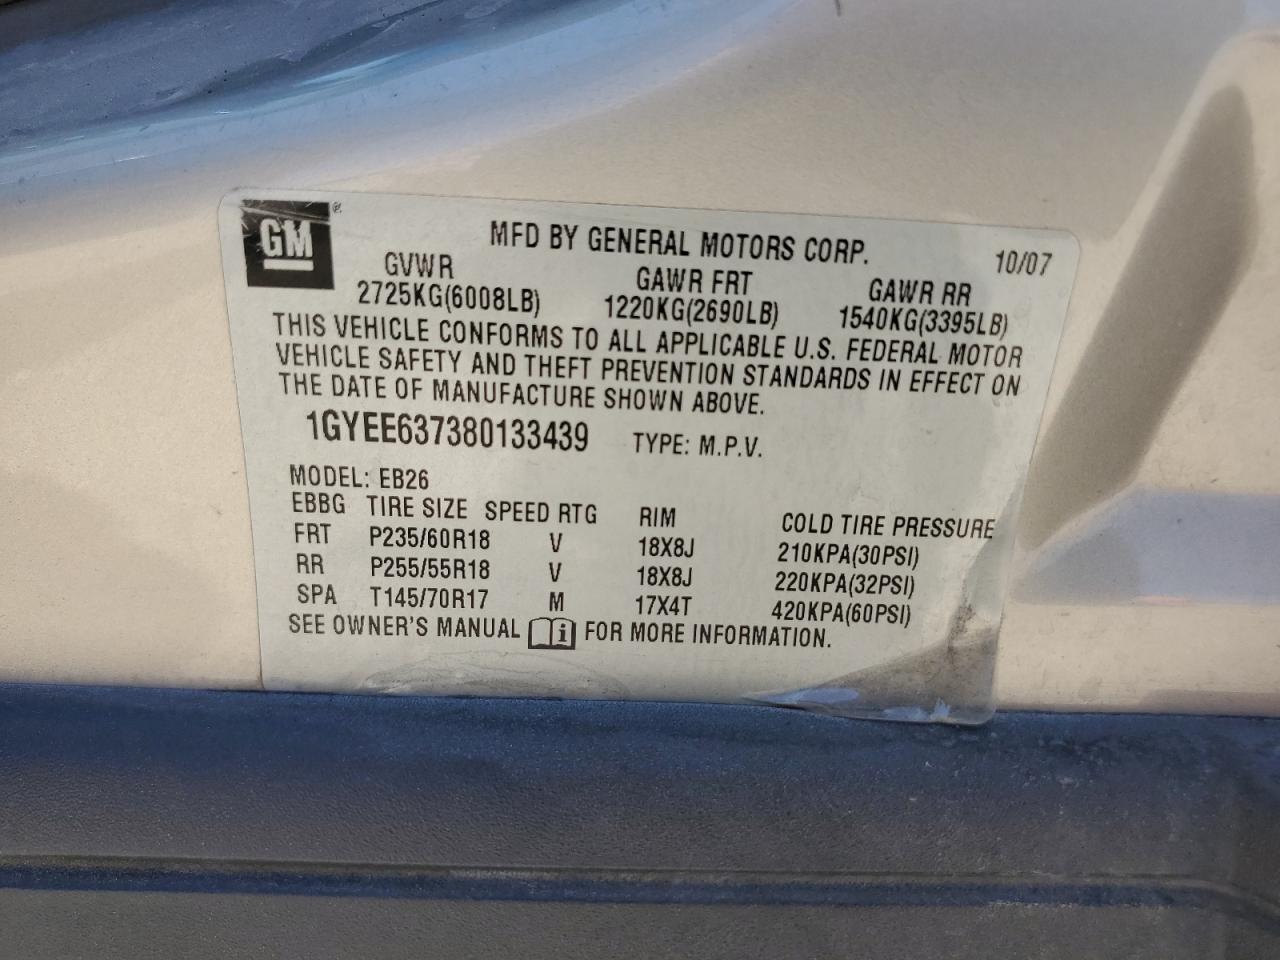 GM ®
MFD BY GENERAL MOTORS CORP. 10/07
GVWR GAWR FRT GAWR RR
2725KG(6008LB) 1220KG(2690LB) 1540KG(3395LB)
THIS VEHICLE CONFORMS TO ALL APPLICABLE U.S. FEDERAL MOTOR
VEHICLE SAFETY AND THEFT PREVENTION STANDARDS IN EFFECT ON
THE DATE OF MANUFACTURE SHOWN ABOVE.
1GYEE637380133439 TYPE: M.P.V.
MODEL: EB26
EBBG TIRE SIZE SPEED RTG RIM COLD TIRE PRESSURE
FRT P235/60R18 V 18X8J 210KPA(30PSI)
RR P255/55R18 V 18X8J 220KPA(32PSI)
SPA T145/70R17 M 17X4T 420KPA(60PSI)
SEE OWNER'S MANUAL i FOR MORE INFORMATION.